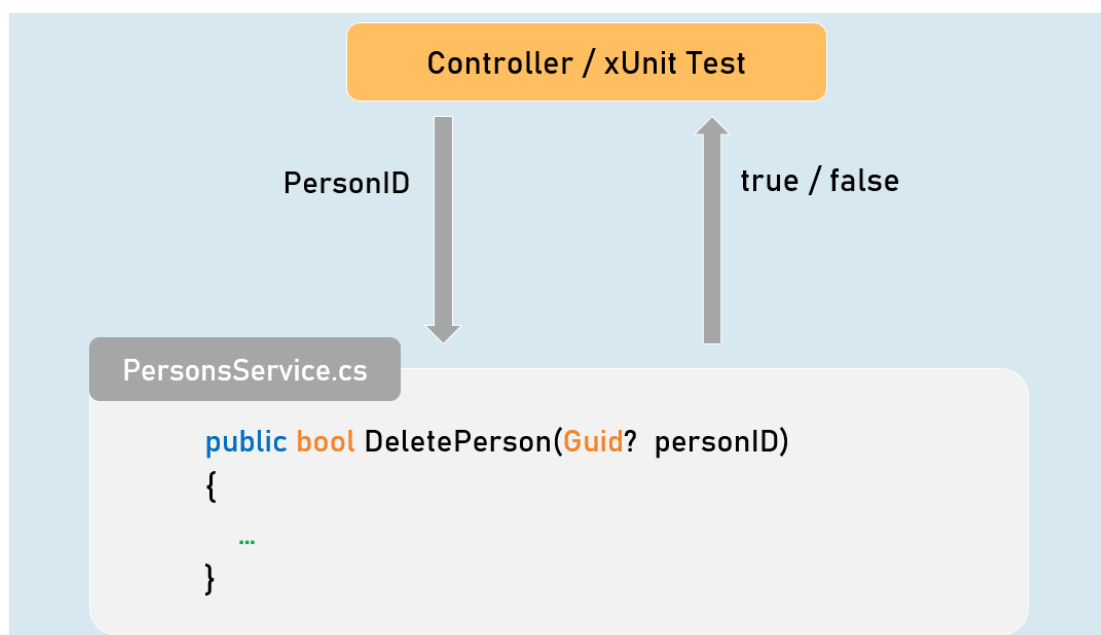 Controller / xUnit Test
PersonID
true / false
PersonsService.cs
public bool DeletePerson(Guid? personID)
{
...
}